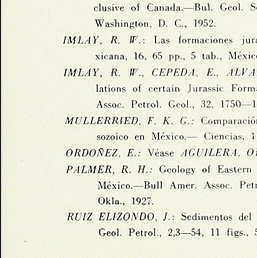 clusive of Canada.—Bul. Geol. S
Washington, D. C., 1952.
IMLAY, R. W.: Las formaciones jur
xicana, 16, 65 pp., 5 tab., Méxic
IMLAY, R. W., CEPEDA, E., ALVA
lations of certain Jurassic Form
Assoc. Petrol. Geol., 32, 1750—1
MULLERRIED, F. K. G.: Comparació
sozoico en México.— Ciencias, 1
ORDOÑEZ, E.: Véase AGUILERA, O
PALMER, R. H.: Geology of Eastern
México.—Bull Amer. Assoc. Pet
Okla., 1927.
RUIZ ELIZONDO, J.: Sedimentos del
Geol. Petrol., 2,3—54, 11 figs., 5